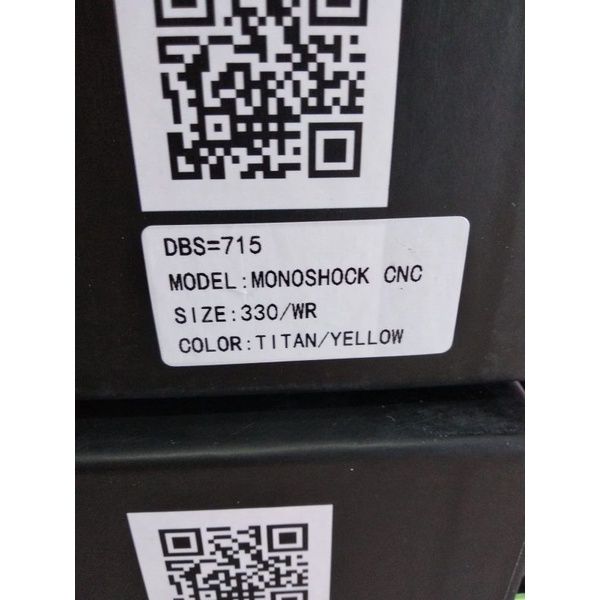 DBS=715
MODEL:MONOSHOCK CNC
SIZE:330/WR
COLOR:TITAN/YELLOW